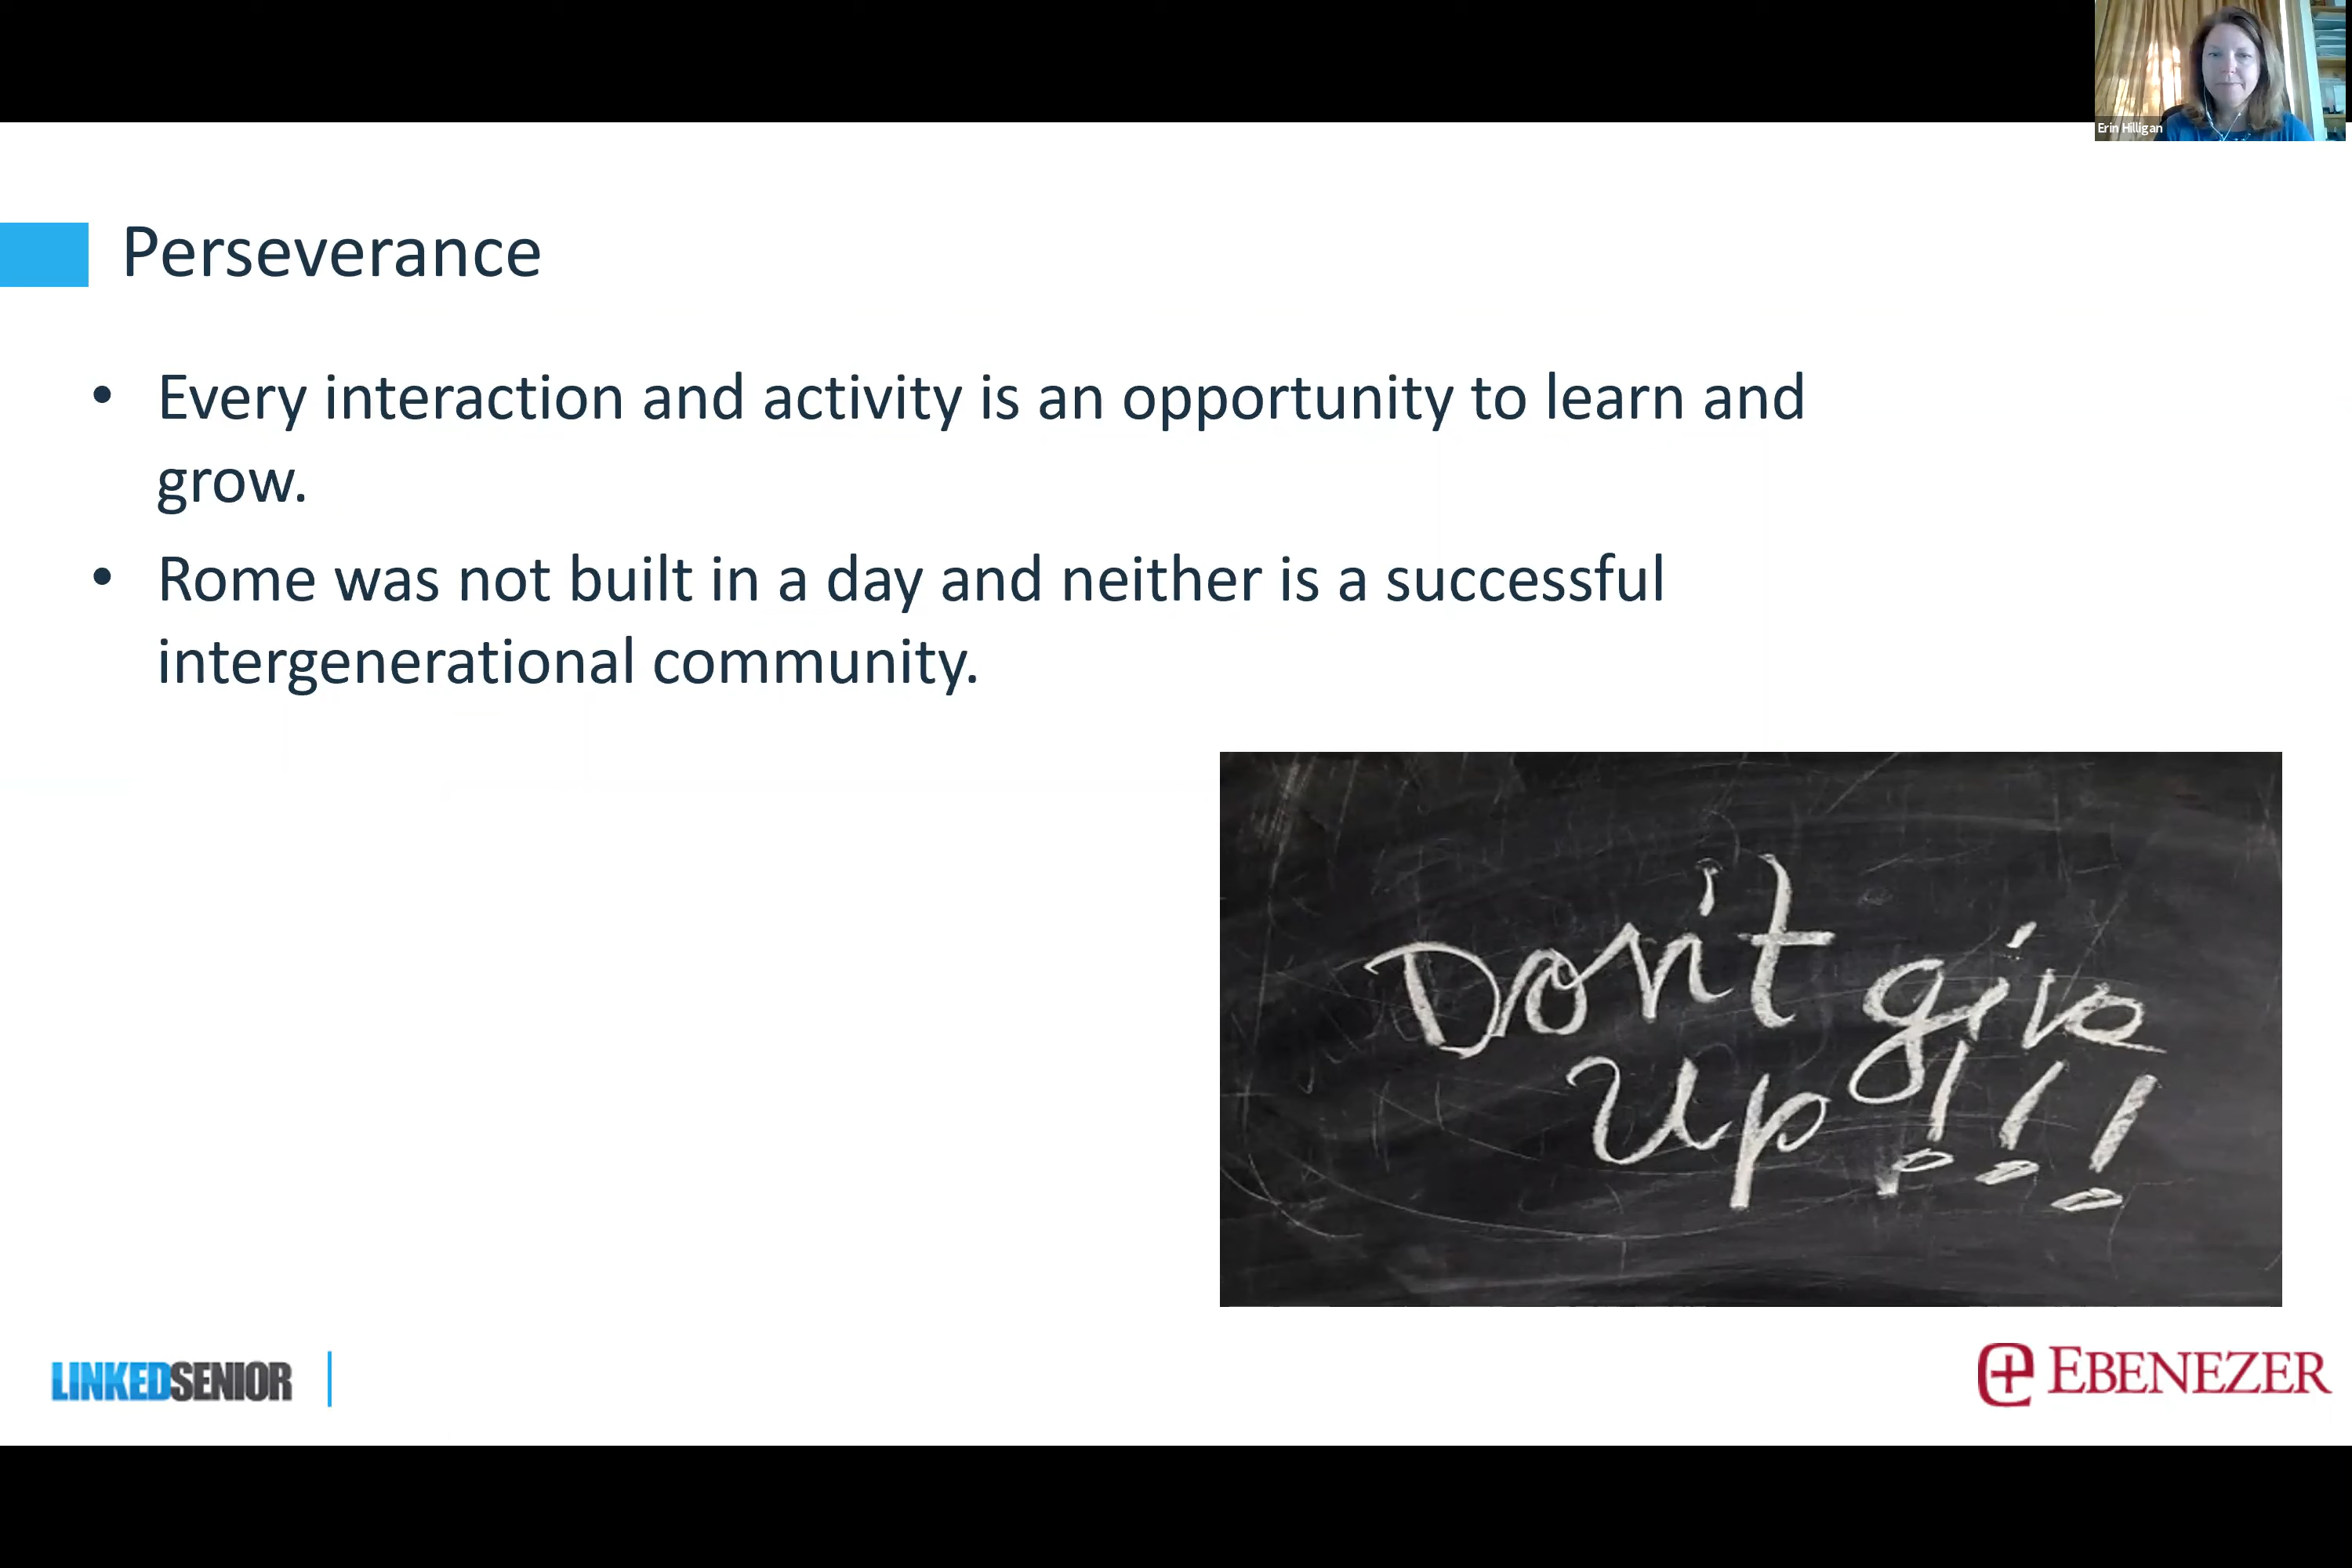 Erin Hilligan
Perseverance
• Every interaction and activity is an opportunity to learn and
grow.
• Rome was not built in a day and neither is a successful
intergenerational community.
Don't give
Up!!!
LINKEDSENIOR
EBENEZER